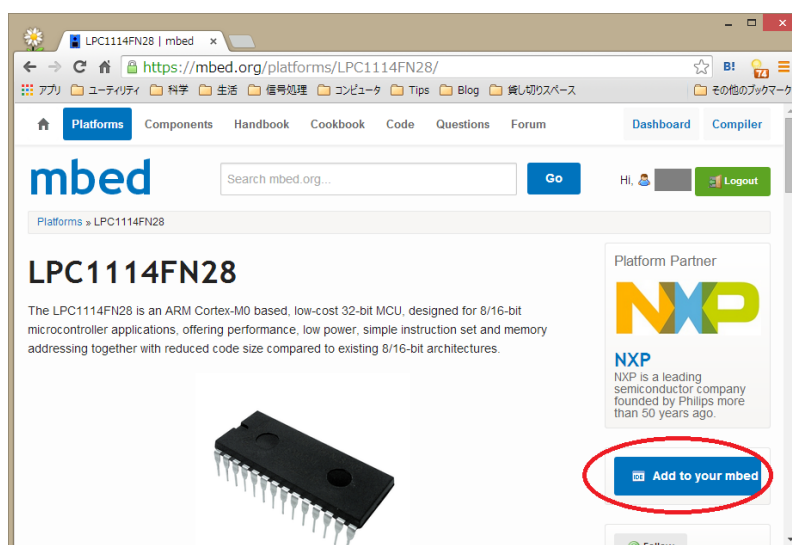 LPC1114FN28 | mbed
https://mbed.org/platforms/LPC1114FN28/
B!
74
アプリ ユーティリティ 科学 生活 信号処理 コンピュータ Tips Blog 貸し切りスペース その他のブックマーク
Platforms Components Handbook Cookbook Code Questions Forum Dashboard Compiler
mbed
Search mbed.org...
Go
Hi,
Logout
Platforms » LPC1114FN28
LPC1114FN28
The LPC1114FN28 is an ARM Cortex-M0 based, low-cost 32-bit MCU, designed for 8/16-bit
microcontroller applications, offering performance, low power, simple instruction set and memory
addressing together with reduced code size compared to existing 8/16-bit architectures.
Platform Partner
NXP
NXP
NXP is a leading
semiconductor company
founded by Philips more
than 50 years ago.
IDE
Add to your mbed
Follow